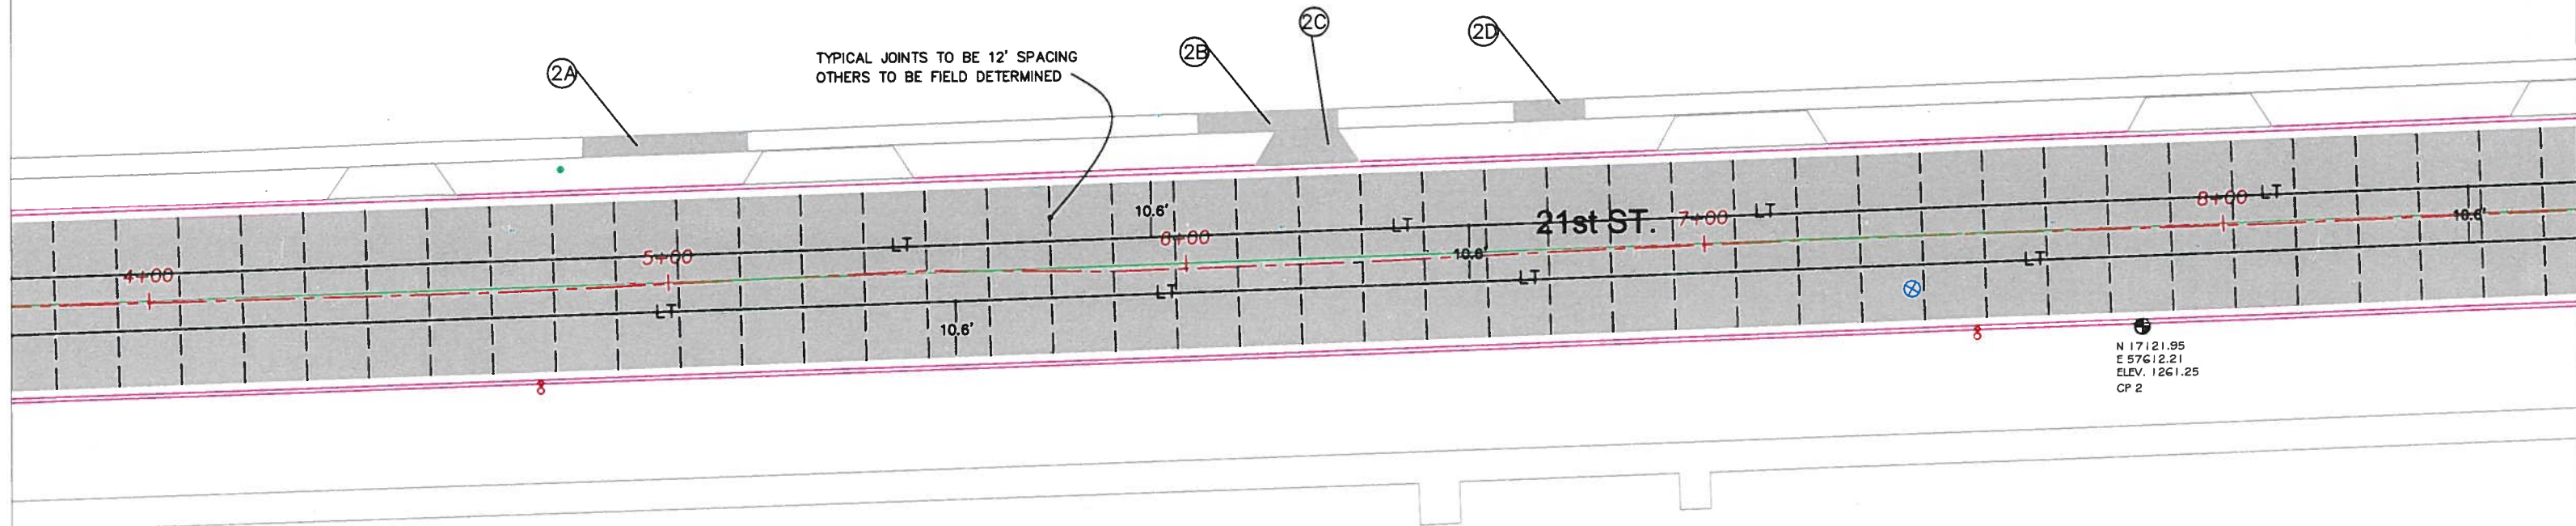 2C
2D
2B
TYPICAL JOINTS TO BE 12' SPACING
OTHERS TO BE FIELD DETERMINED
2A
8+00
LT
10.6'
LT
21st ST.
7+00
LT
10.6'
6+00
LT
10.6'
5+00
4+00
LT
LT
LT
LT
10.6'
N 17121.95
E 57612.21
ELEV. 1261.25
CP 2